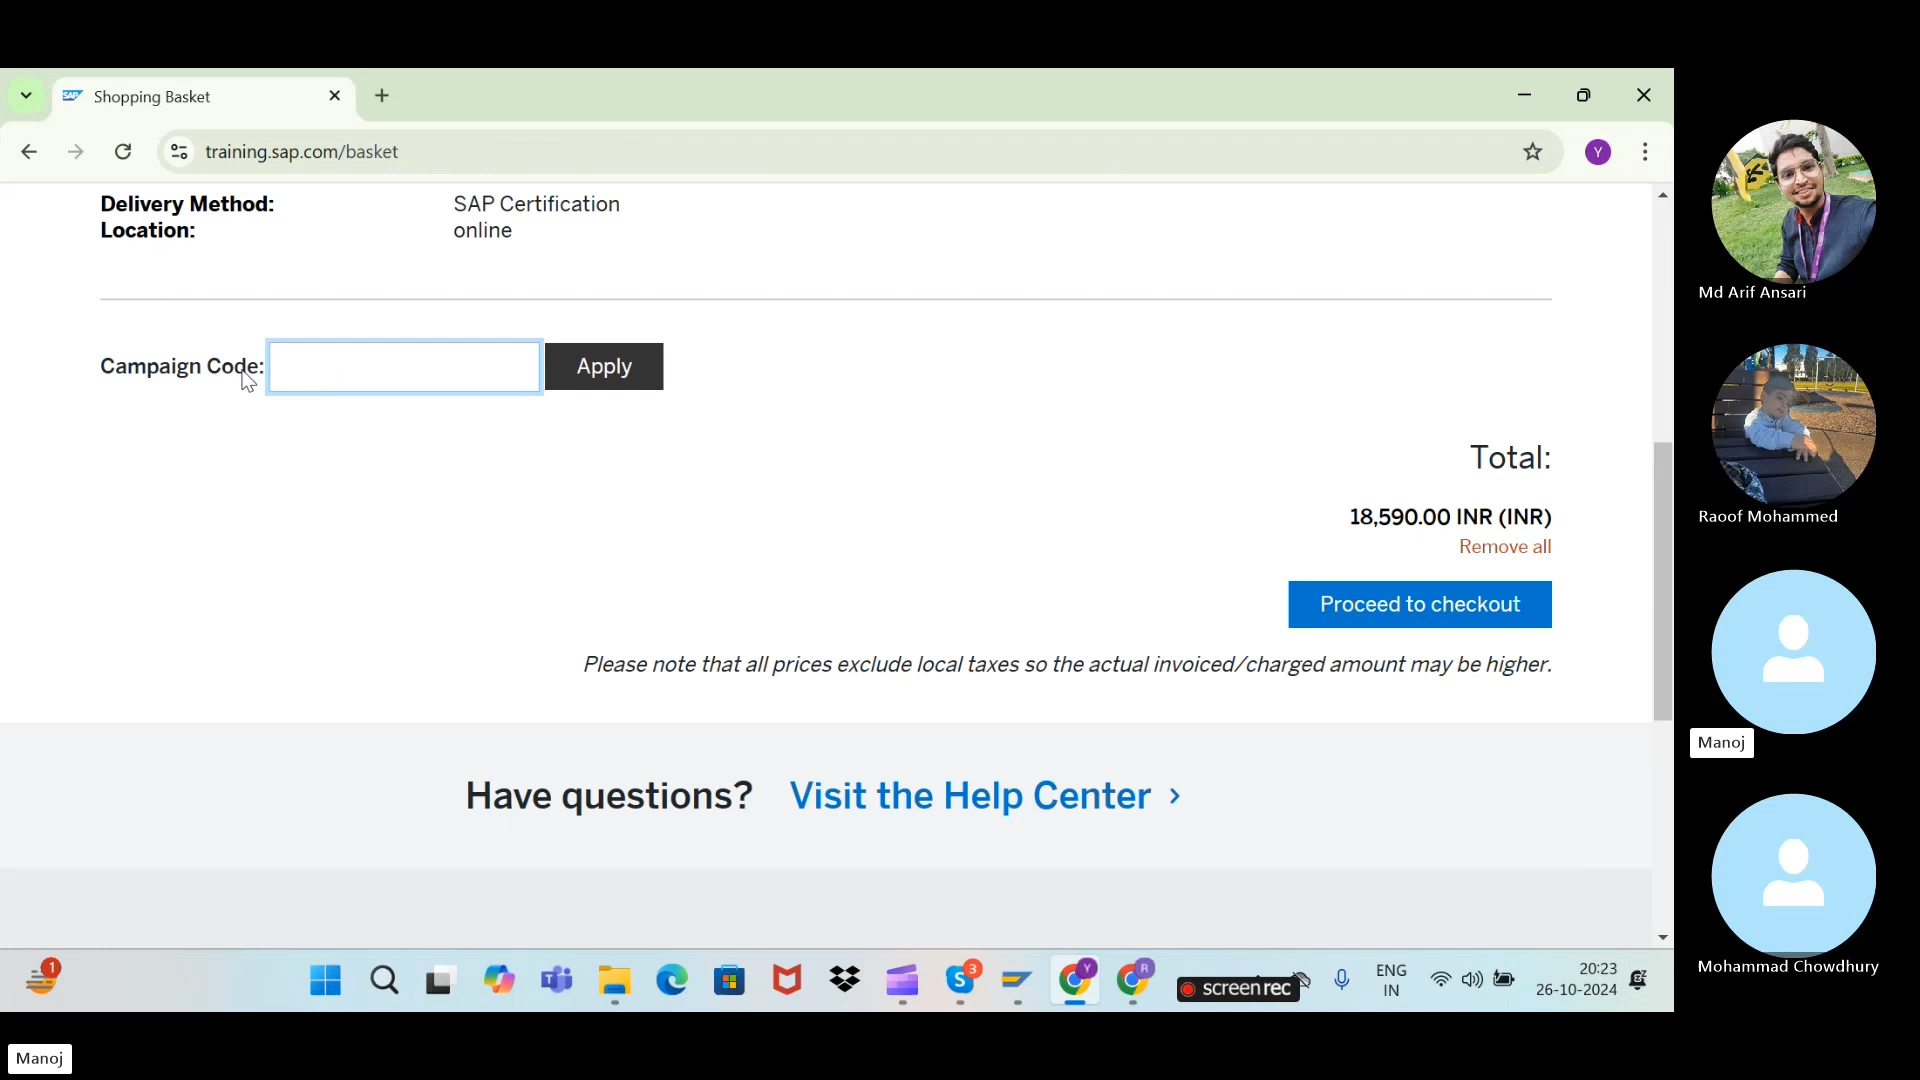 SAP Shopping Basket
training.sap.com/basket
Y
Delivery Method: SAP Certification
Location: online
Campaign Code: Apply
Total:
18,590.00 INR (INR)
Remove all
Proceed to checkout
Please note that all prices exclude local taxes so the actual invoiced/charged amount may be higher.
Have questions? Visit the Help Center ›
Md Arif Ansari
Raoof Mohammed
Manoj
Mohammad Chowdhury
1
3
Y
R
screenrec
ENG
IN
20:23
26-10-2024
Manoj